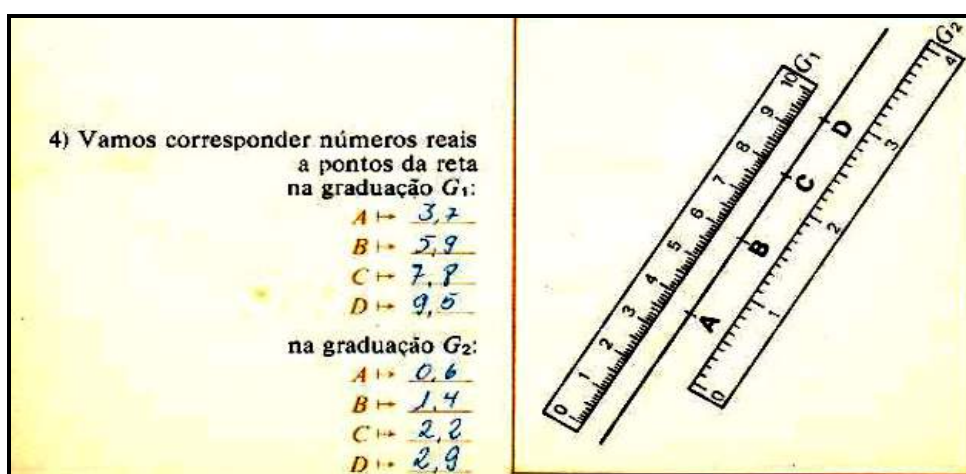 4) Vamos corresponder números reais
a pontos da reta
na graduação G₁:
A ↦ 3,7
B ↦ 5,9
C ↦ 7,8
D ↦ 9,5
na graduação G₂:
A ↦ 0,6
B ↦ 1,4
C ↦ 2,2
D ↦ 2,9
0 1 2 3 4 5 6 7 8 9 10 G₁
A B C D
0 1 2 3 4 G₂